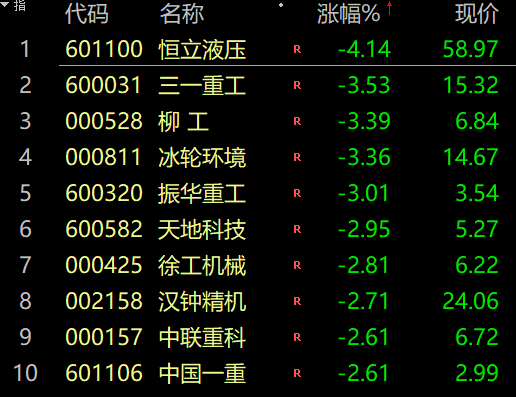 指
代码 名称 涨幅% 现价
1 601100 恒立液压 R -4.14 58.97
2 600031 三一重工 R -3.53 15.32
3 000528 柳 工 R -3.39 6.84
4 000811 冰轮环境 R -3.36 14.67
5 600320 振华重工 R -3.01 3.54
6 600582 天地科技 R -2.95 5.27
7 000425 徐工机械 R -2.81 6.22
8 002158 汉钟精机 R -2.71 24.06
9 000157 中联重科 R -2.61 6.72
10 601106 中国一重 R -2.61 2.99